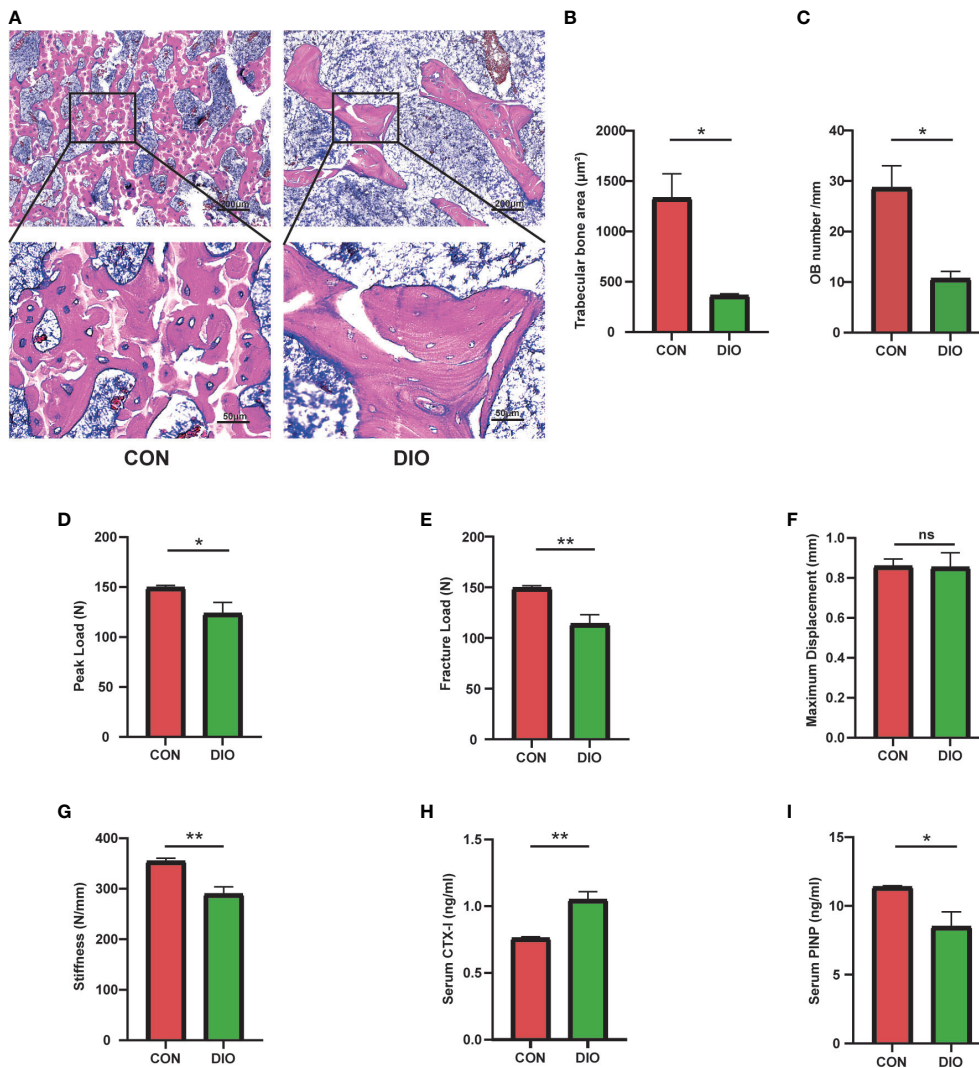 A
200μm
200μm
50μm
50μm
CON
DIO
B
Trabecular bone area (μm²)
2000
1500
1000
500
0
*
CON
DIO
C
OB number /mm
40
30
20
10
0
*
CON
DIO
D
Peak Load (N)
200
150
100
50
0
*
CON
DIO
E
Fracture Load (N)
200
150
100
50
0
**
CON
DIO
F
Maximum Displacement (mm)
1.0
0.8
0.6
0.4
0.2
0.0
ns
CON
DIO
G
Stiffness (N/mm)
400
300
200
100
0
**
CON
DIO
H
Serum CTX-I (ng/ml)
1.5
1.0
0.5
0.0
**
CON
DIO
I
Serum PINP (ng/ml)
15
10
5
0
*
CON
DIO